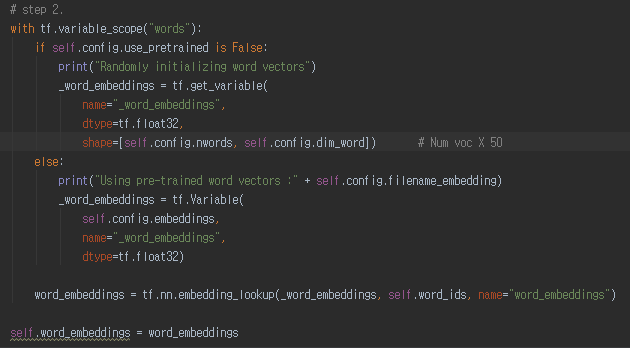 # step 2.
with tf.variable_scope("words"):
    if self.config.use_pretrained is False:
        print("Randomly initializing word vectors")
        _word_embeddings = tf.get_variable(
            name="_word_embeddings",
            dtype=tf.float32,
            shape=[self.config.nwords, self.config.dim_word])       # Num voc X 50
    else:
        print("Using pre-trained word vectors :" + self.config.filename_embedding)
        _word_embeddings = tf.Variable(
            self.config.embeddings,
            name="_word_embeddings",
            dtype=tf.float32)
    word_embeddings = tf.nn.embedding_lookup(_word_embeddings, self.word_ids, name="word_embeddings")
self.word_embeddings = word_embeddings